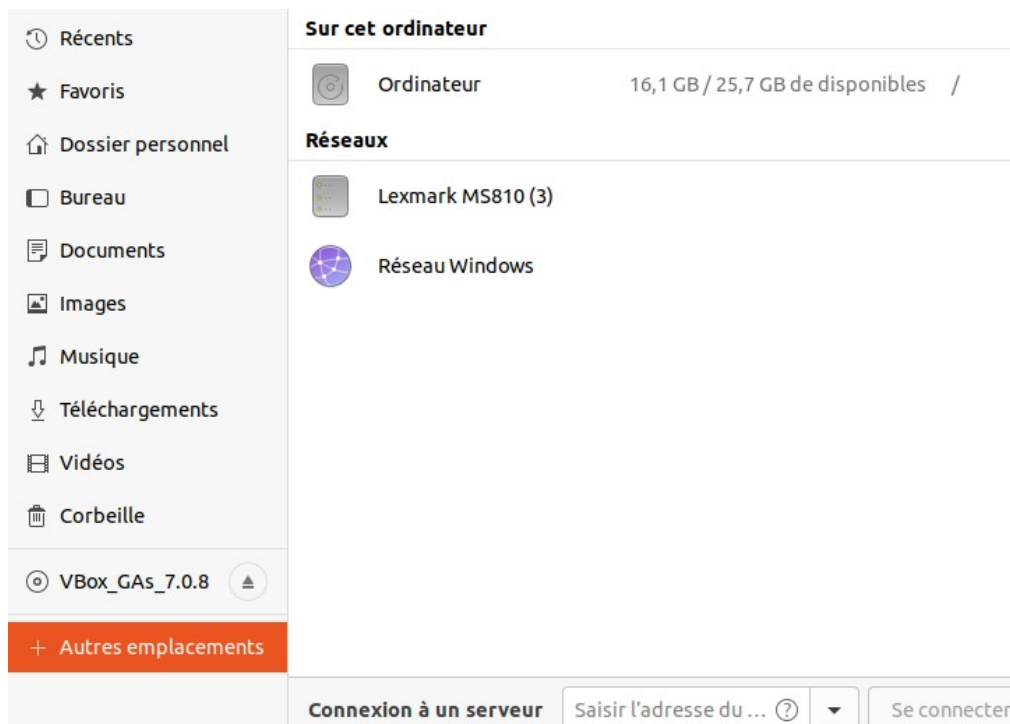 Récents
Favoris
Dossier personnel
Bureau
Documents
Images
Musique
Téléchargements
Vidéos
Corbeille
VBox_GAs_7.0.8
+ Autres emplacements
Sur cet ordinateur
Ordinateur 16,1 GB / 25,7 GB de disponibles /
Réseaux
Lexmark MS810 (3)
Réseau Windows
Connexion à un serveur Saisir l'adresse du ... ? Se connecter